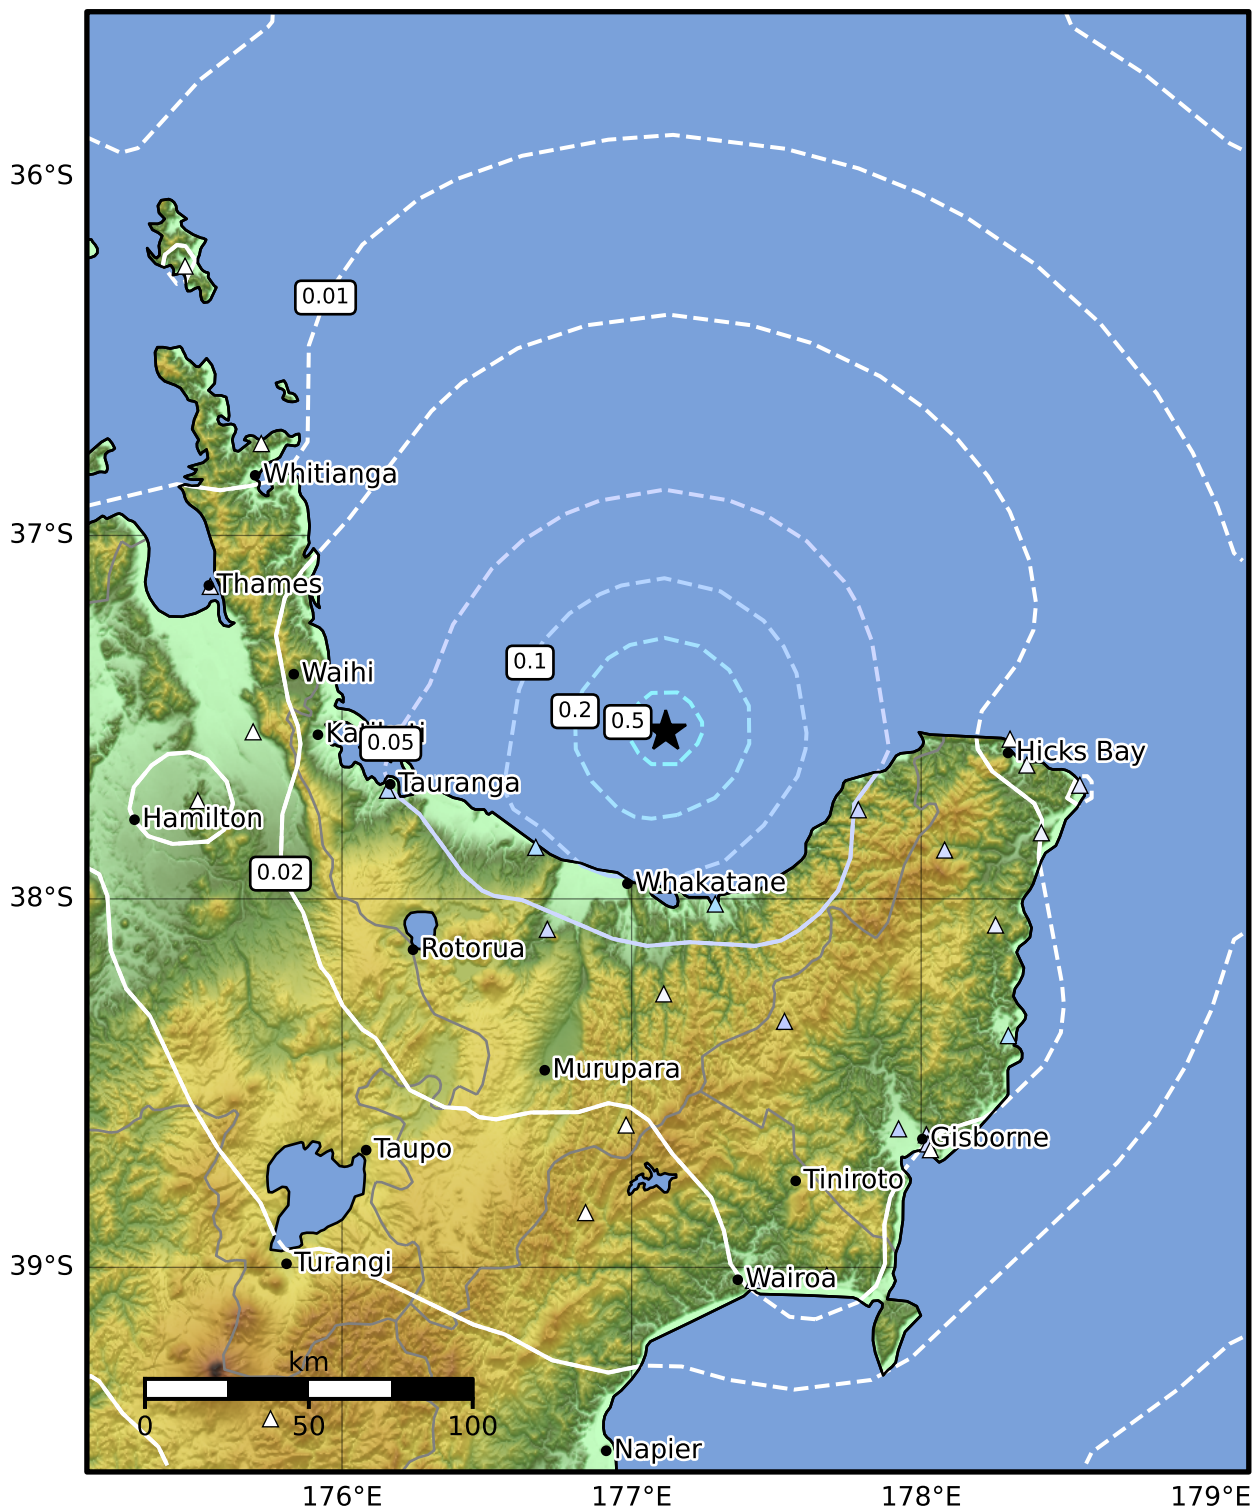 36°S
0.01
Whitianga
37°S
Thames
0.1
Waihi
0.2
0.5
0.05
Hicks Bay
Tauranga
Hamilton
0.02
Whakatane
38°S
Rotorua
Murupara
Gisborne
Taupo
Tiniroto
39°S
Turangi
Wairoa
km
0 50 100
Napier
176°E 177°E 178°E 179°E